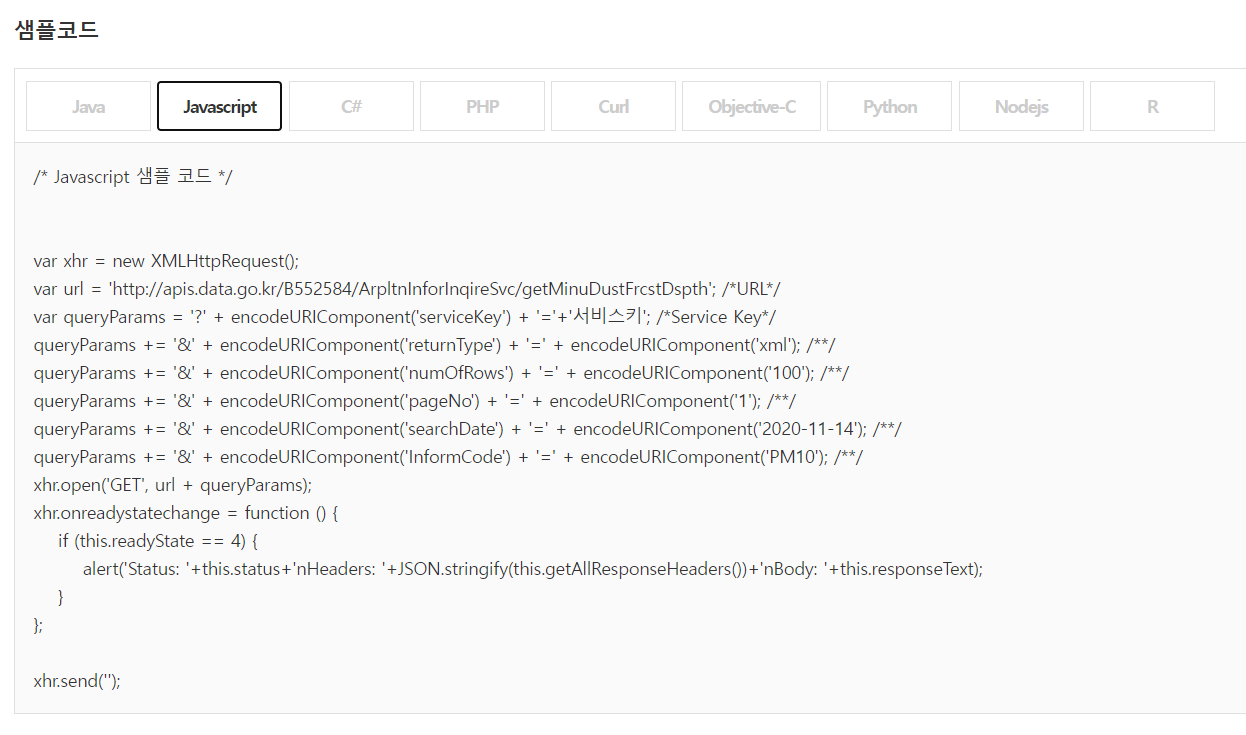 샘플코드
Java Javascript C# PHP Curl Objective-C Python Nodejs R
/* Javascript 샘플 코드 */
var xhr = new XMLHttpRequest();
var url = 'http://apis.data.go.kr/B552584/ArpltnInforInqireSvc/getMinuDustFrcstDspth'; /*URL*/
var queryParams = '?' + encodeURIComponent('serviceKey') + '='+'서비스키'; /*Service Key*/
queryParams += '&' + encodeURIComponent('returnType') + '=' + encodeURIComponent('xml'); /**/
queryParams += '&' + encodeURIComponent('numOfRows') + '=' + encodeURIComponent('100'); /**/
queryParams += '&' + encodeURIComponent('pageNo') + '=' + encodeURIComponent('1'); /**/
queryParams += '&' + encodeURIComponent('searchDate') + '=' + encodeURIComponent('2020-11-14'); /**/
queryParams += '&' + encodeURIComponent('InformCode') + '=' + encodeURIComponent('PM10'); /**/
xhr.open('GET', url + queryParams);
xhr.onreadystatechange = function () {
if (this.readyState == 4) {
alert('Status: '+this.status+'nHeaders: '+JSON.stringify(this.getAllResponseHeaders())+'nBody: '+this.responseText);
}
};
xhr.send('');